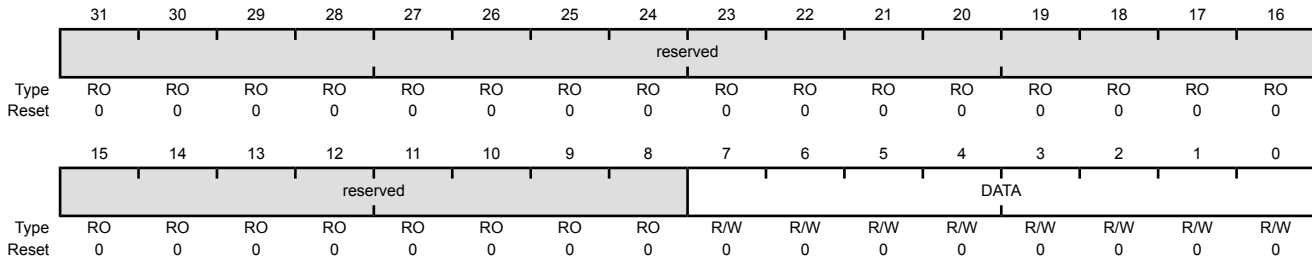 31 30 29 28 27 26 25 24 23 22 21 20 19 18 17 16
reserved
Type RO RO RO RO RO RO RO RO RO RO RO RO RO RO RO RO
Reset 0 0 0 0 0 0 0 0 0 0 0 0 0 0 0 0
15 14 13 12 11 10 9 8 7 6 5 4 3 2 1 0
reserved DATA
Type RO RO RO RO RO RO RO RO R/W R/W R/W R/W R/W R/W R/W R/W
Reset 0 0 0 0 0 0 0 0 0 0 0 0 0 0 0 0